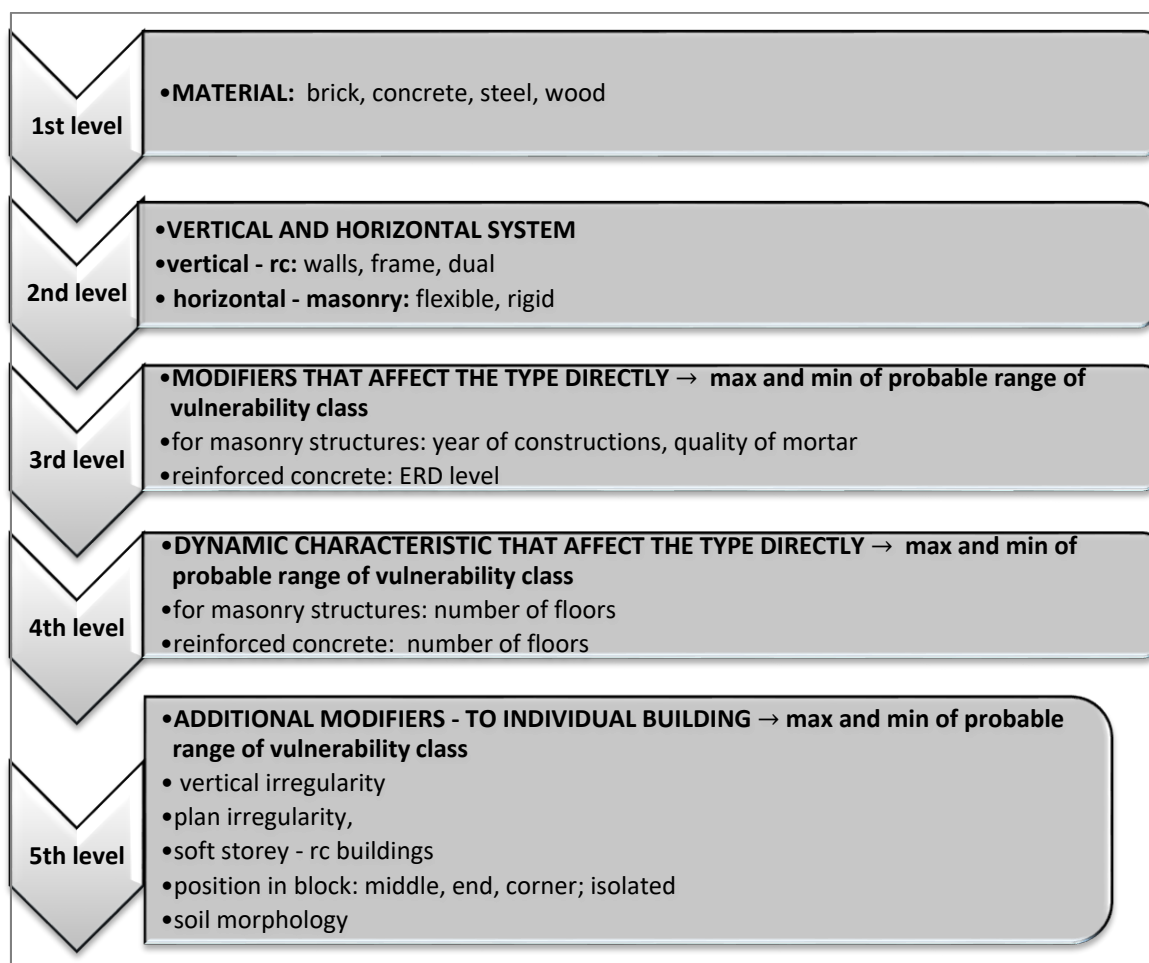 1st level
•MATERIAL: brick, concrete, steel, wood
2nd level
•VERTICAL AND HORIZONTAL SYSTEM
•vertical - rc: walls, frame, dual
• horizontal - masonry: flexible, rigid
3rd level
•MODIFIERS THAT AFFECT THE TYPE DIRECTLY → max and min of probable range of
vulnerability class
•for masonry structures: year of constructions, quality of mortar
•reinforced concrete: ERD level
4th level
•DYNAMIC CHARACTERISTIC THAT AFFECT THE TYPE DIRECTLY → max and min of
probable range of vulnerability class
•for masonry structures: number of floors
•reinforced concrete: number of floors
5th level
•ADDITIONAL MODIFIERS - TO INDIVIDUAL BUILDING → max and min of probable
range of vulnerability class
• vertical irregularity
•plan irregularity,
•soft storey - rc buildings
•position in block: middle, end, corner; isolated
•soil morphology